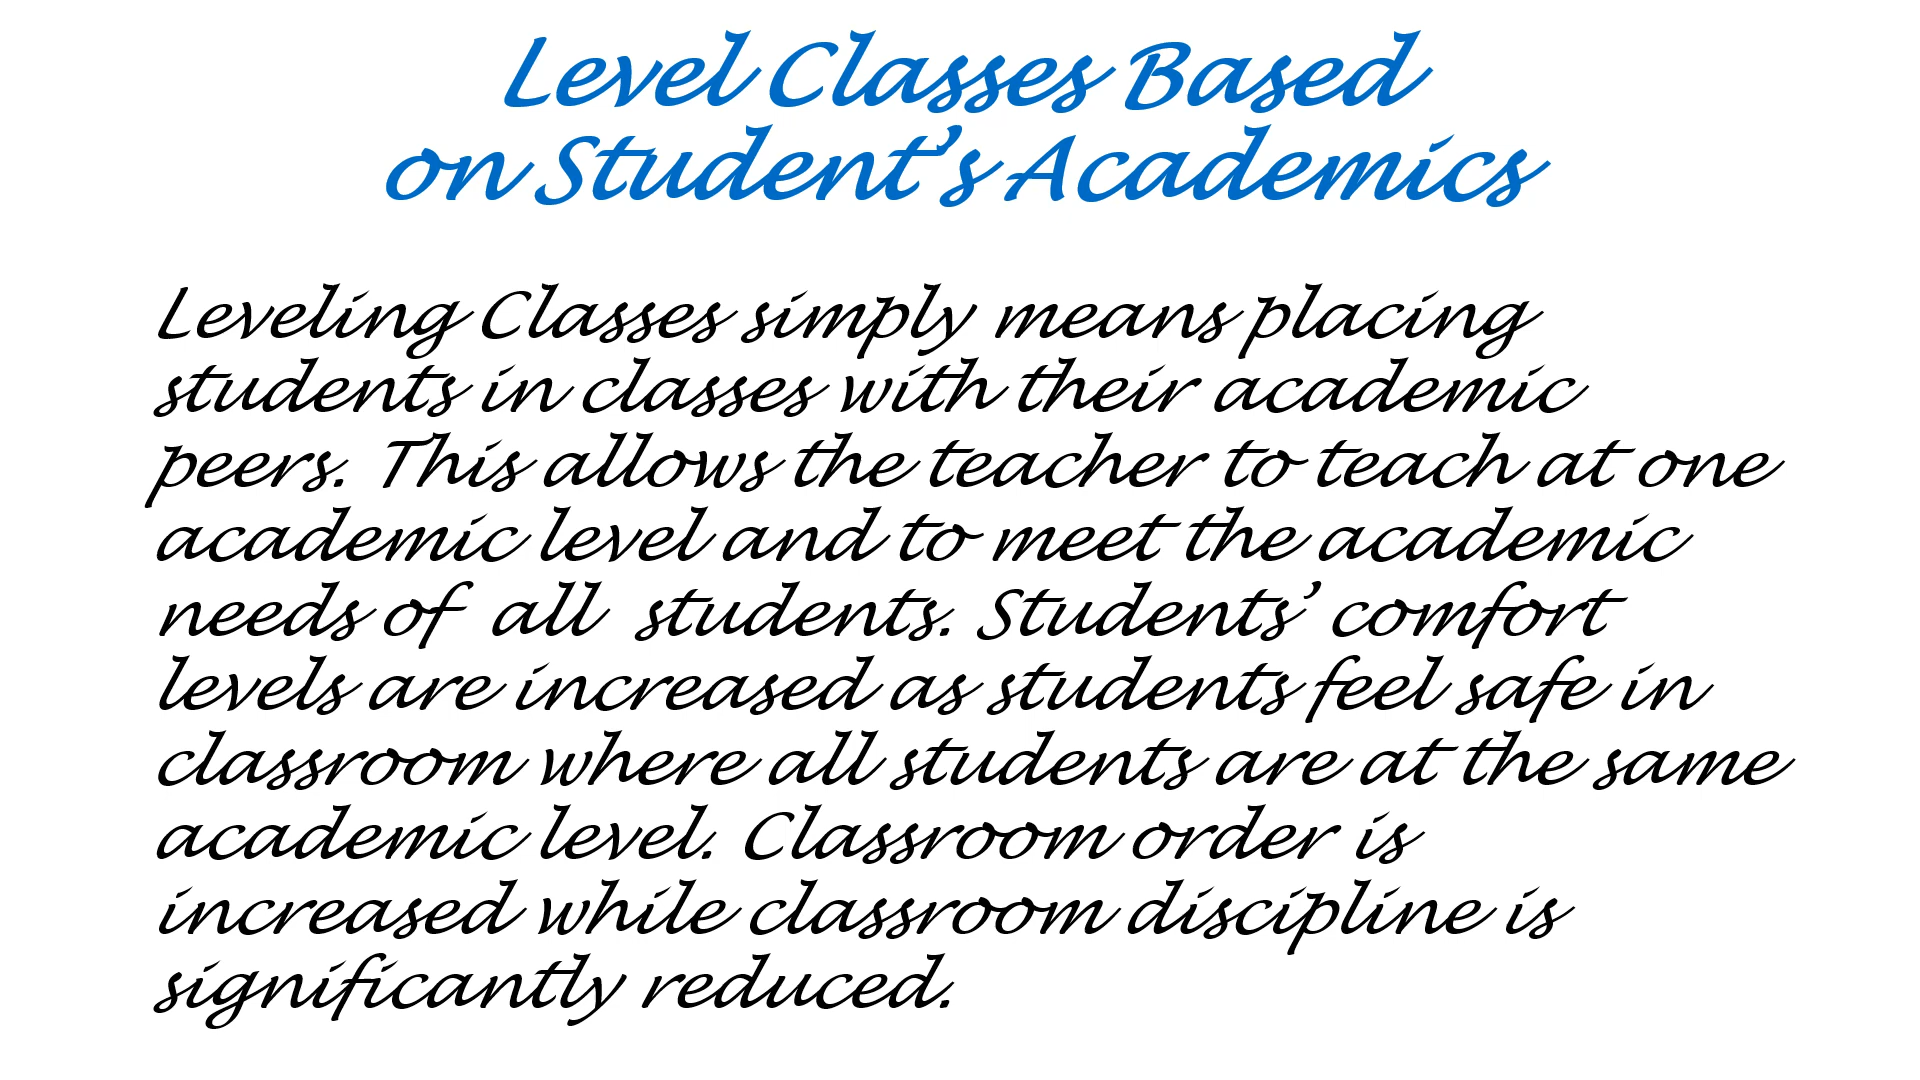 Level Classes Based
on Student’s Academics
Leveling Classes simply means placing
students in classes with their academic
peers. This allows the teacher to teach at one
academic level and to meet the academic
needs of all students. Students’ comfort
levels are increased as students feel safe in
classroom where all students are at the same
academic level. Classroom order is
increased while classroom discipline is
significantly reduced.